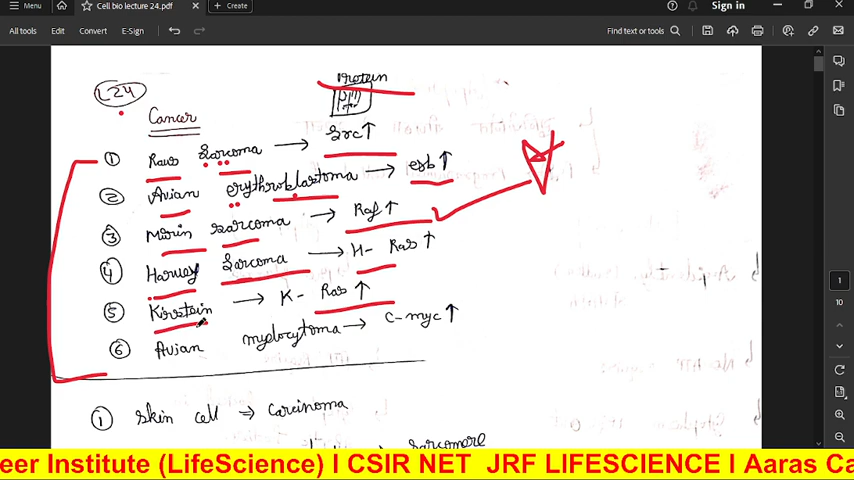 Menu
Cell bio lecture 24.pdf
Create
Sign in
All tools Edit Convert E-Sign
Find text or tools
L24
Protein
Cancer
① Raus Sarcoma → Src↑
② Avian erythroblastoma → erb↑
③ Murin Sarcoma → Raf↑
④ Harvey Sarcoma → H- Ras↑
⑤ Kirstein → K- Ras↑
⑥ Avian myelocytoma → C-myc↑
① Skin cell ⇒ Carcinoma
Sarcomere
1
10
eer Institute (LifeScience) I CSIR NET JRF LIFESCIENCE I Aaras Ca